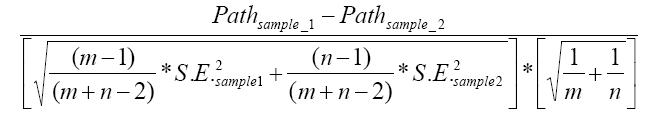 Path_sample_1 − Path_sample_2
[√((m−1)/(m+n−2) * S.E.²_sample1 + (n−1)/(m+n−2) * S.E.²_sample2)] * [√(1/m + 1/n)]